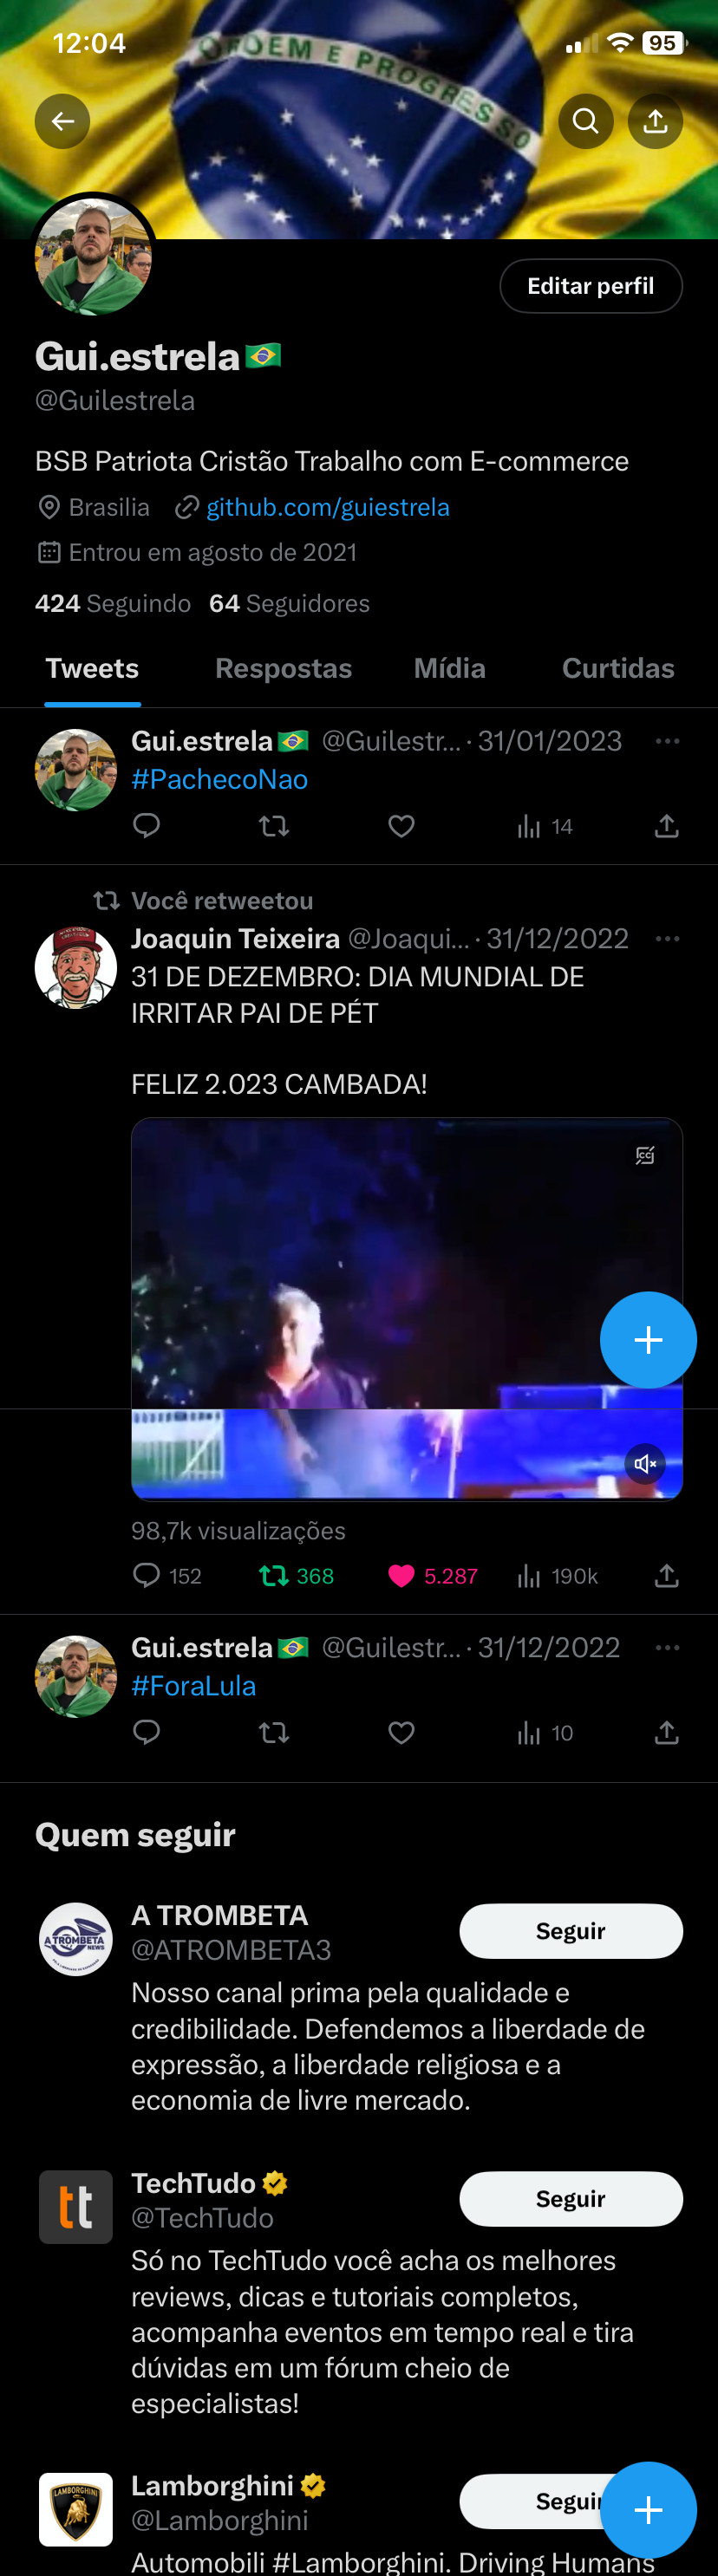 ORDEM E PROGRESSO
12:04
95
Editar perfil
Gui.estrela
@Guilestrela
BSB Patriota Cristão Trabalho com E-commerce
Brasilia github.com/guiestrela
Entrou em agosto de 2021
424 Seguindo 64 Seguidores
Tweets Respostas Mídia Curtidas
Gui.estrela @Guilestr... · 31/01/2023
#PachecoNao
14
Você retweetou
Joaquin Teixeira @Joaqui... · 31/12/2022
31 DE DEZEMBRO: DIA MUNDIAL DE
IRRITAR PAI DE PÉT
FELIZ 2.023 CAMBADA!
CC
98,7k visualizações
152 368 5.287 190k
Gui.estrela @Guilestr... · 31/12/2022
#ForaLula
10
Quem seguir
A TROMBETA
@ATROMBETA3
Seguir
A TROMBETA
NEWS
Nosso canal prima pela qualidade e
credibilidade. Defendemos a liberdade de
expressão, a liberdade religiosa e a
economia de livre mercado.
tt
TechTudo
@TechTudo
Seguir
Só no TechTudo você acha os melhores
reviews, dicas e tutoriais completos,
acompanha eventos em tempo real e tira
dúvidas em um fórum cheio de
especialistas!
LAMBORGHINI
Lamborghini
@Lamborghini
Seguir
Automobili #Lamborghini. Driving Humans